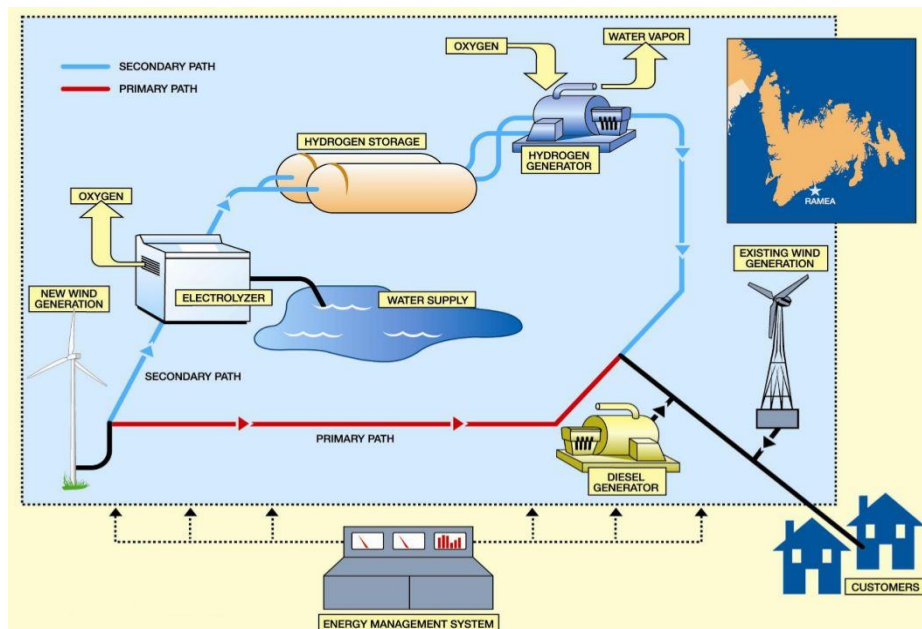 SECONDARY PATH
PRIMARY PATH
OXYGEN
WATER VAPOR
HYDROGEN STORAGE
HYDROGEN
GENERATOR
RAMEA
OXYGEN
ELECTROLYZER
WATER SUPPLY
EXISTING WIND
GENERATION
NEW WIND
GENERATION
SECONDARY PATH
PRIMARY PATH
DIESEL
GENERATOR
CUSTOMERS
ENERGY MANAGEMENT SYSTEM